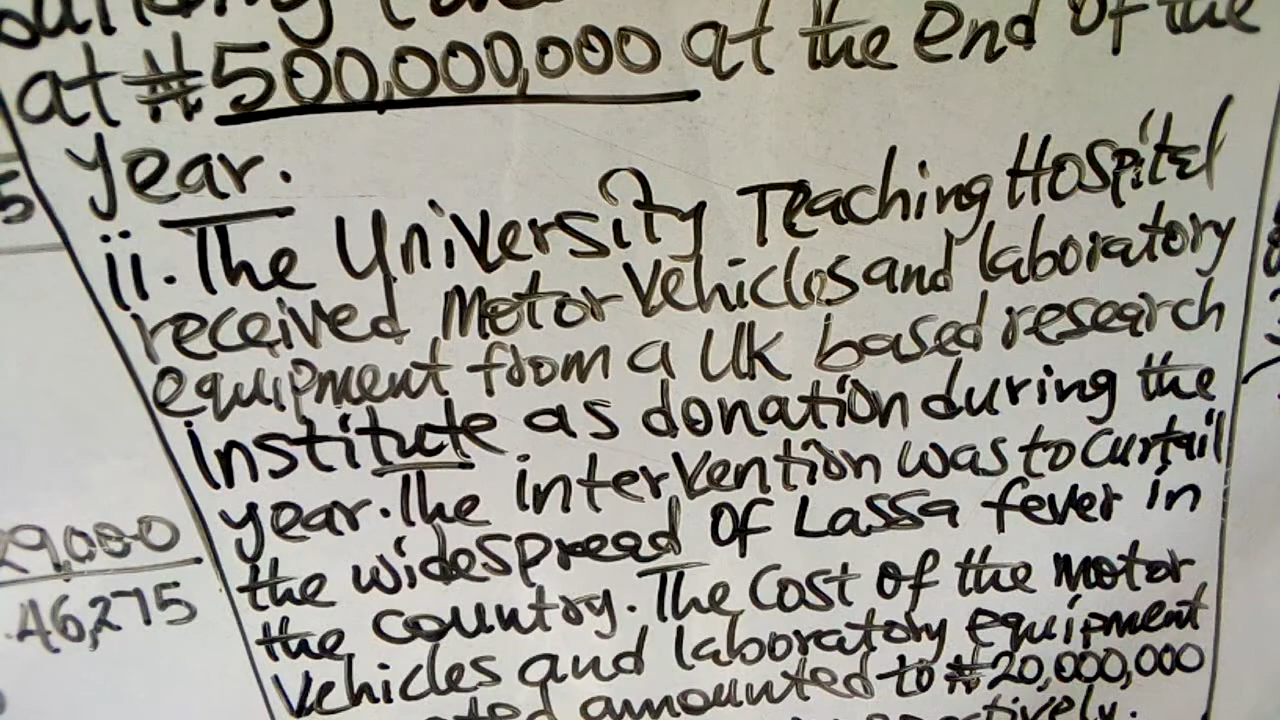 at ₦500,000,000 at the end of the
year.
ii. The University Teaching Hospital
received Motor Vehicles and laboratory
equipment from a UK based research
institute as donation during the
year. The intervention was to curtail
the widespread of Lassa fever in
the country. The Cost of the motor
Vehicles and laboratory equipment
amounted to ₦20,000,000
5
29,000
46,275